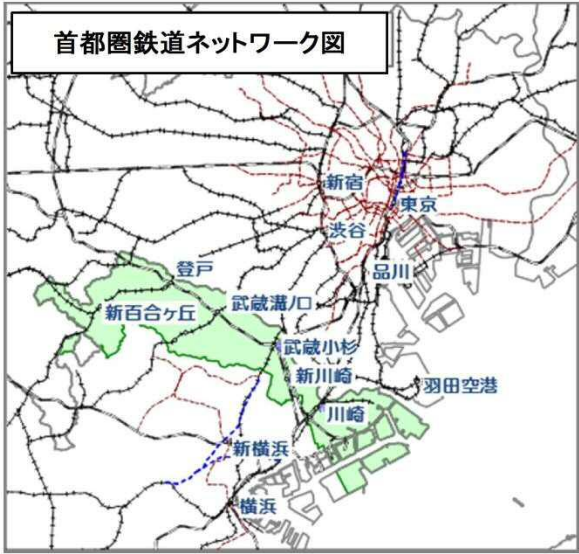 首都圏鉄道ネットワーク図
新宿
東京
渋谷
品川
登戸
武蔵溝ノ口
新百合ヶ丘
武蔵小杉
新川崎
羽田空港
川崎
新横浜
横浜